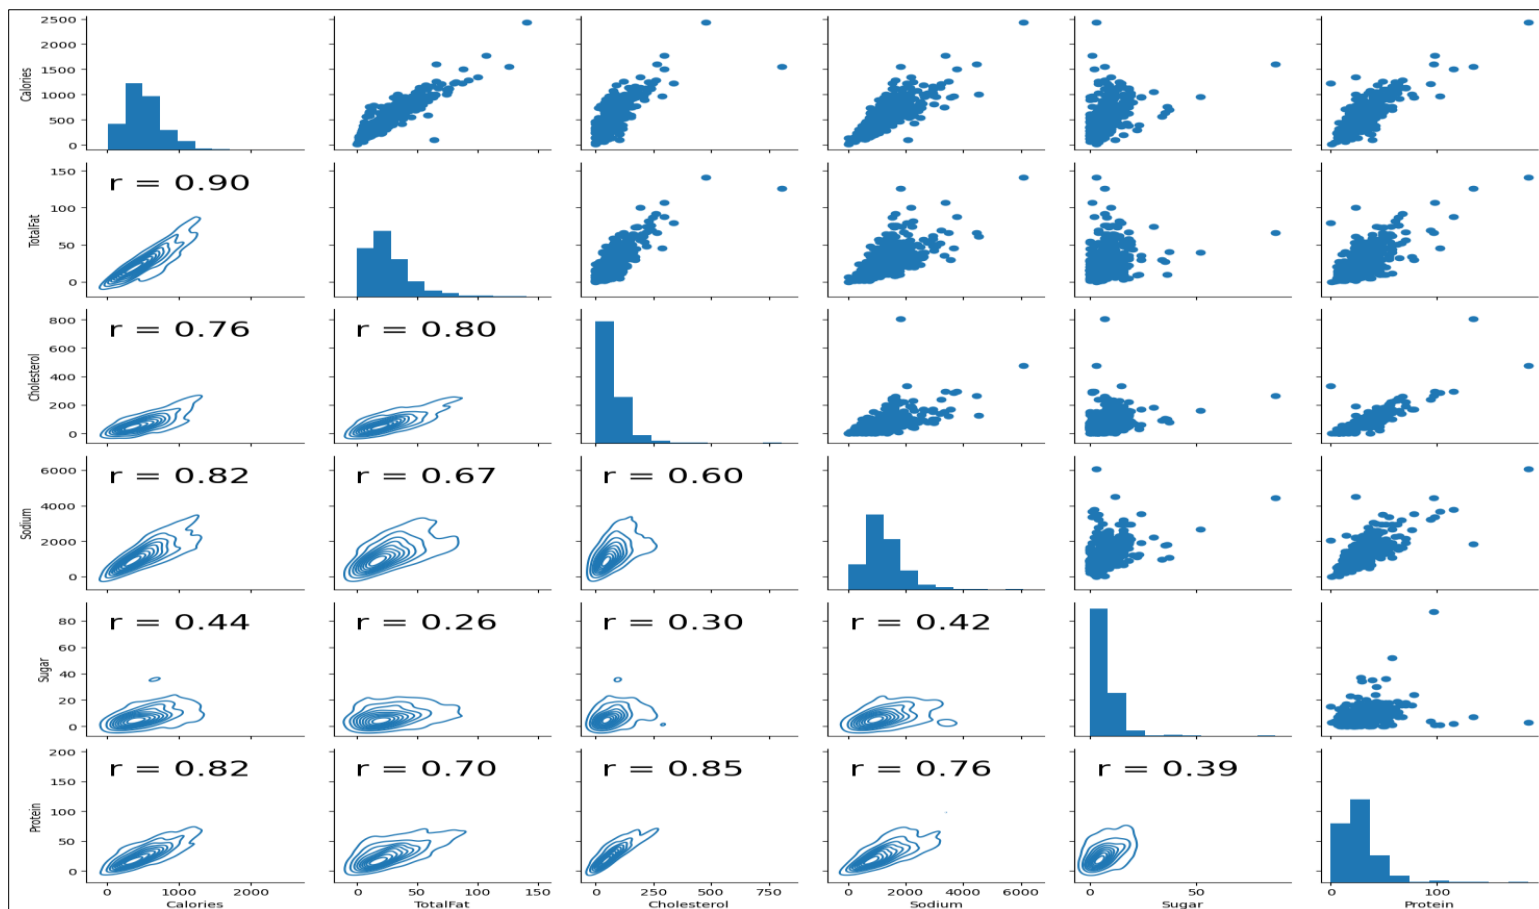 2500
2000
1500
1000
500
0
Calories
150
100
50
0
TotalFat
r = 0.90
800
600
400
200
0
Cholesterol
r = 0.76
r = 0.80
6000
4000
2000
0
Sodium
r = 0.82
r = 0.67
r = 0.60
80
60
40
20
0
Sugar
r = 0.44
r = 0.26
r = 0.30
r = 0.42
200
150
100
50
0
Protein
r = 0.82
r = 0.70
r = 0.85
r = 0.76
r = 0.39
0 1000 2000
0 50 100 150
0 250 500 750
0 2000 4000 6000
0 50
0 100
Calories
TotalFat
Cholesterol
Sodium
Sugar
Protein